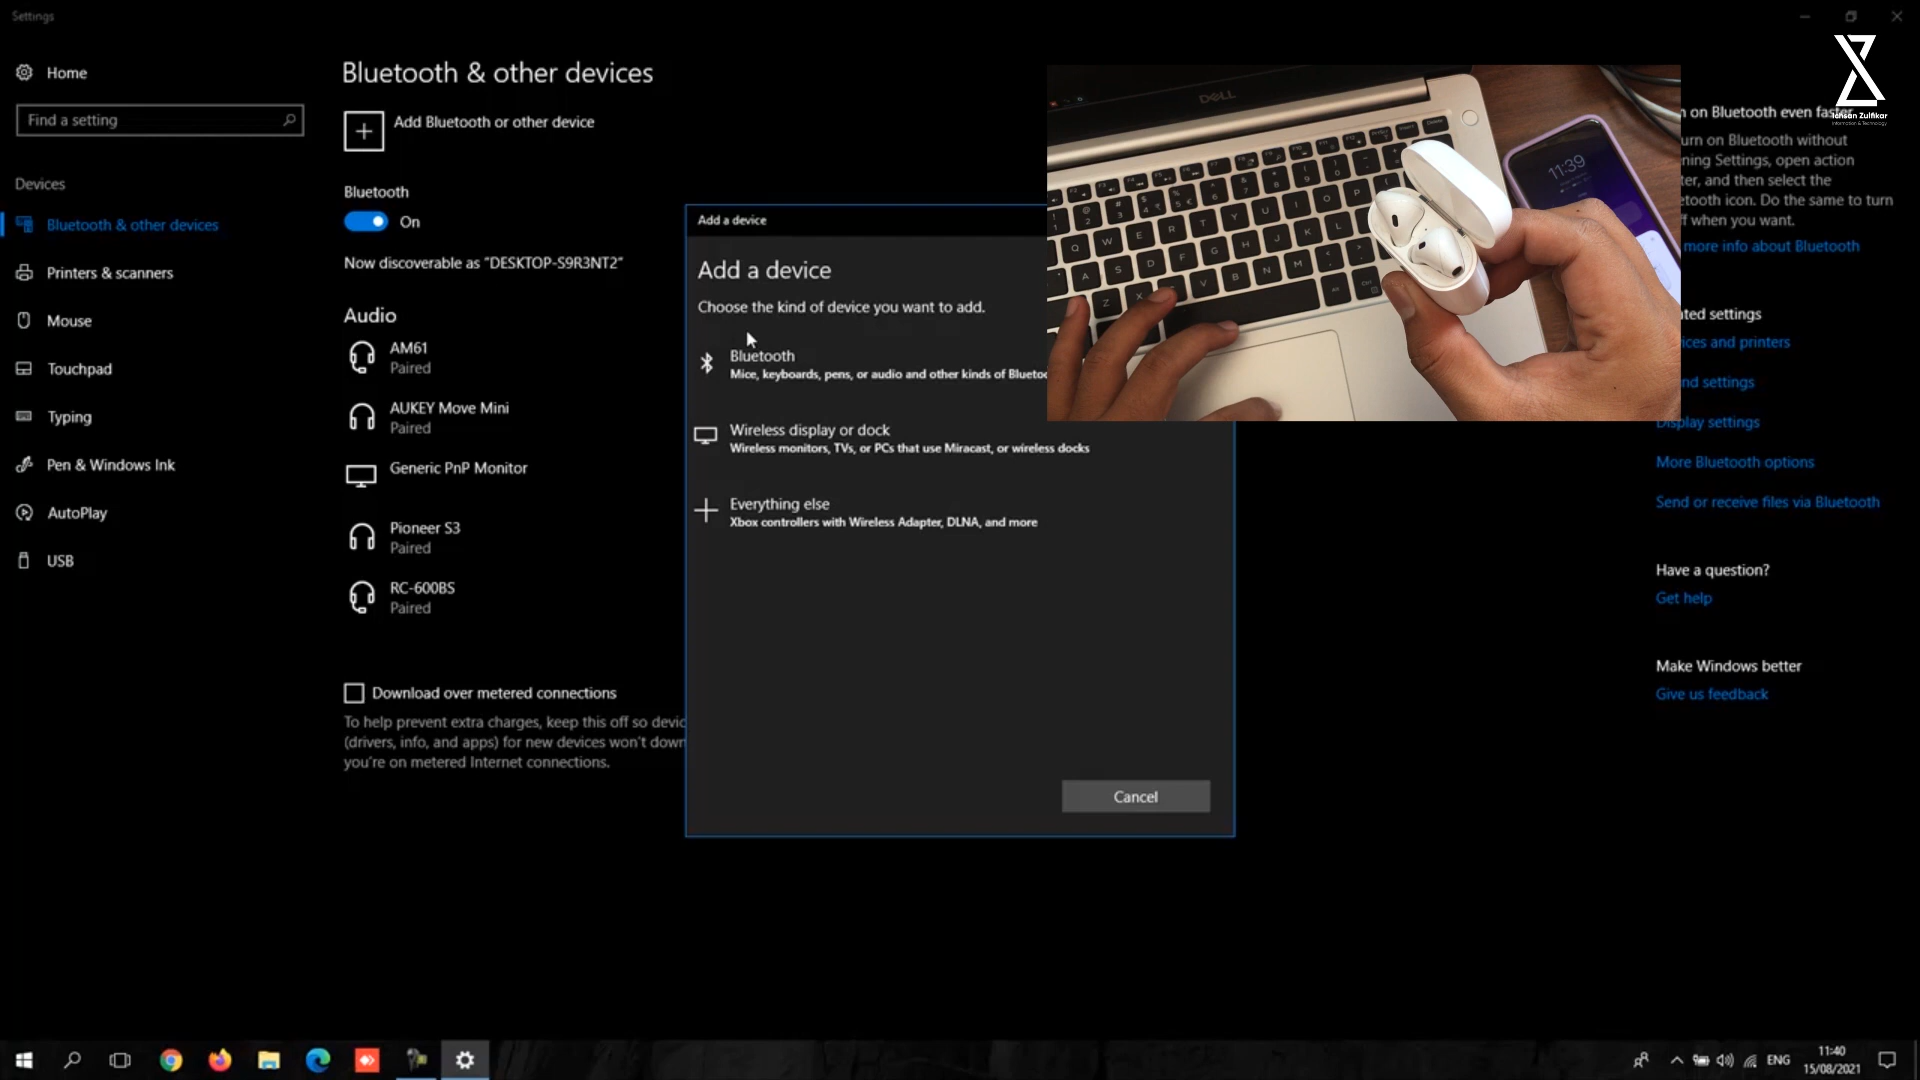 Settings
Home
Find a setting
Devices
Bluetooth & other devices
Printers & scanners
Mouse
Touchpad
Typing
Pen & Windows Ink
AutoPlay
USB
Bluetooth & other devices
Add Bluetooth or other device
Bluetooth
On
Now discoverable as "DESKTOP-S9R3NT2"
Audio
AM61
Paired
AUKEY Move Mini
Paired
Generic PnP Monitor
Pioneer S3
Paired
RC-600BS
Paired
Download over metered connections
To help prevent extra charges, keep this off so devic
(drivers, info, and apps) for new devices won't down
you're on metered Internet connections.
Add a device
Add a device
Choose the kind of device you want to add.
Bluetooth
Mice, keyboards, pens, or audio and other kinds of Bluetoo
Wireless display or dock
Wireless monitors, TVs, or PCs that use Miracast, or wireless docks
Everything else
Xbox controllers with Wireless Adapter, DLNA, and more
Cancel
DELL
11:39
Zulfikar
n on Bluetooth even faster
urn on Bluetooth without
ning Settings, open action
ter, and then select the
etooth icon. Do the same to turn
ff when you want.
more info about Bluetooth
ted settings
ices and printers
nd settings
Display settings
More Bluetooth options
Send or receive files via Bluetooth
Have a question?
Get help
Make Windows better
Give us feedback
ENG
11:40
15/08/2021